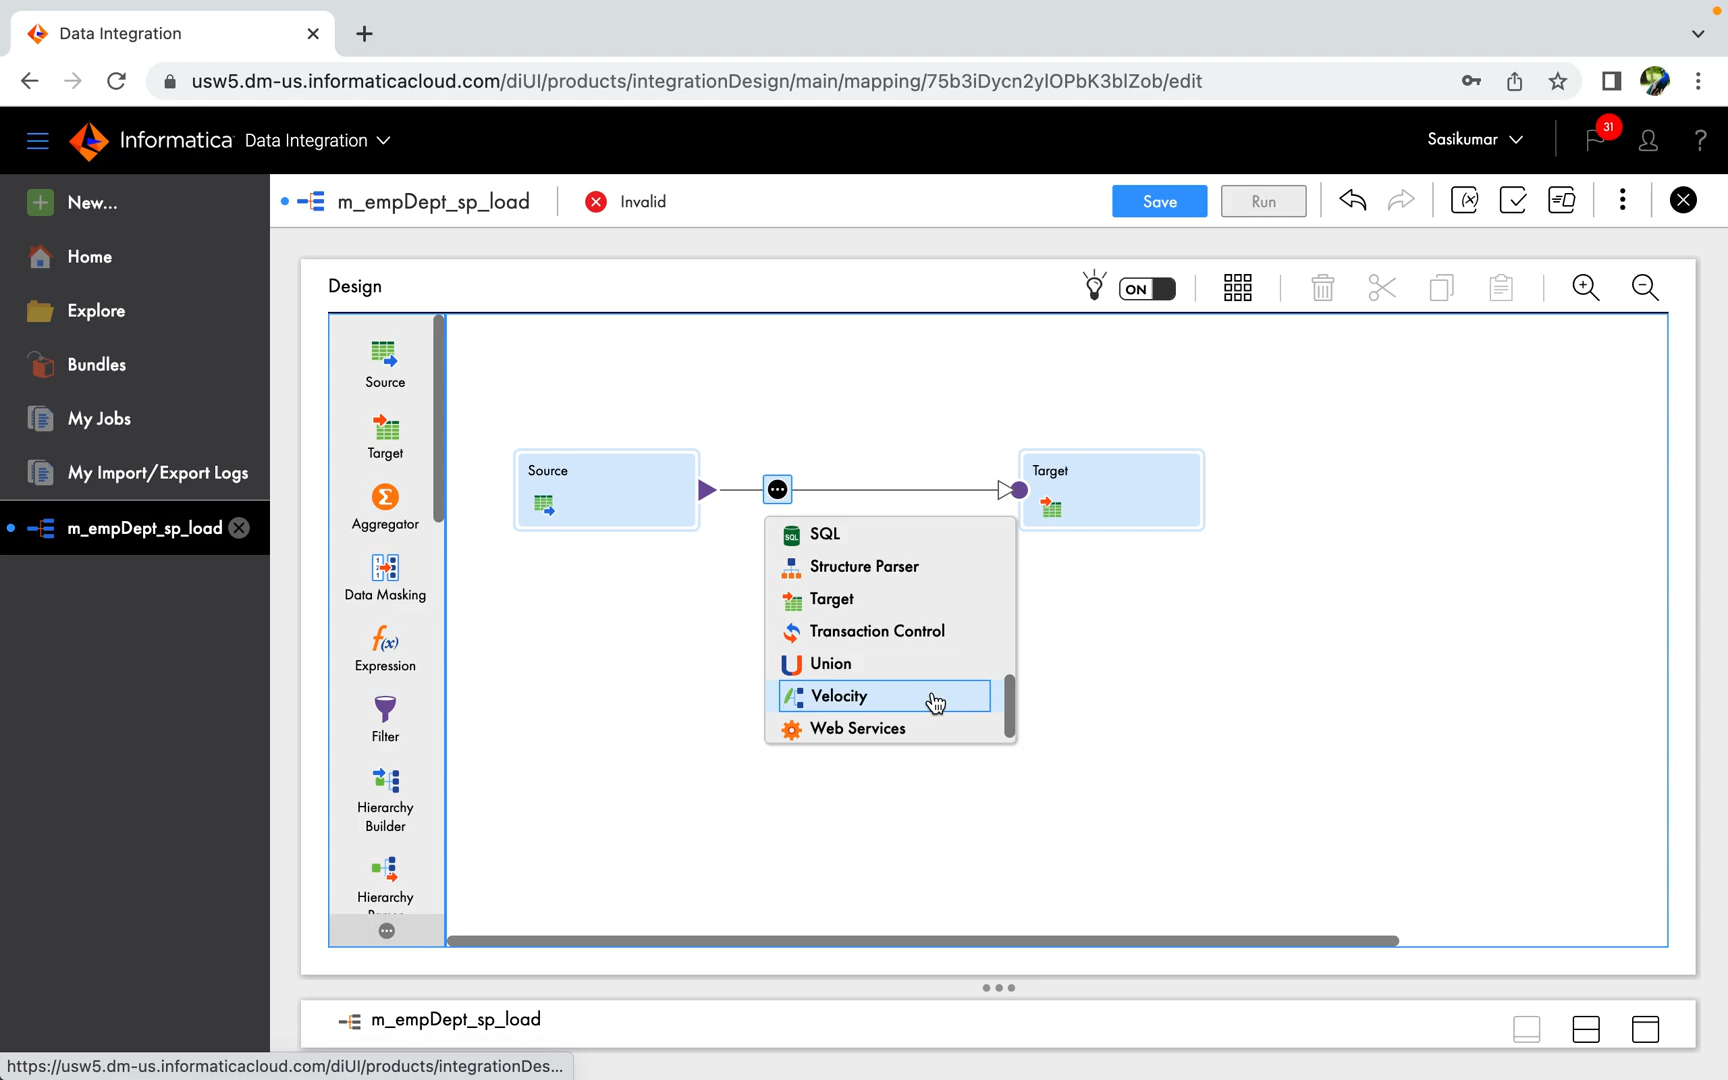 Data Integration
usw5.dm-us.informaticacloud.com/diUI/products/integrationDesign/main/mapping/75b3iDycn2ylOPbK3blZob/edit
Informatica Data Integration
Sasikumar
31
?
New...
Home
Explore
Bundles
My Jobs
My Import/Export Logs
m_empDept_sp_load
m_empDept_sp_load
Invalid
Save
Run
Design
ON
Source
Target
Aggregator
Data Masking
f(x)
Expression
Filter
Hierarchy
Builder
Hierarchy
Source
Target
SQL
Structure Parser
Target
Transaction Control
Union
Velocity
Web Services
m_empDept_sp_load
https://usw5.dm-us.informaticacloud.com/diUI/products/integrationDes...